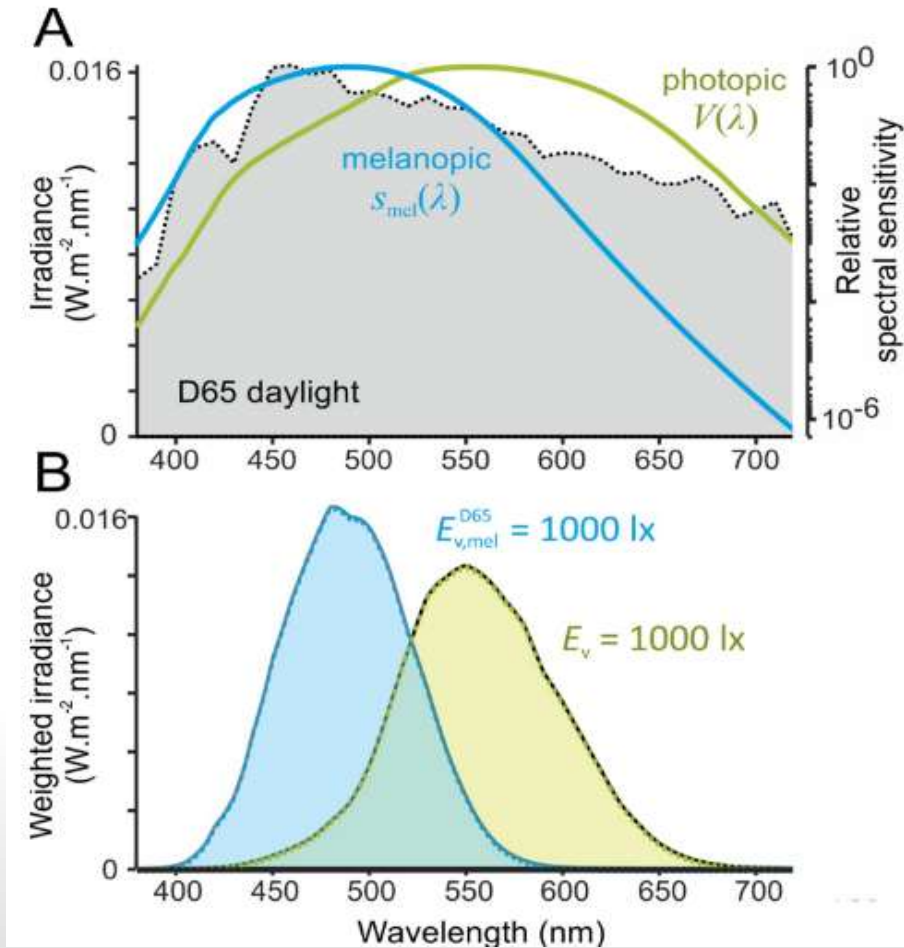 A
0.016
0
Irradiance
(W.m⁻².nm⁻¹)
melanopic
s_mel(λ)
photopic
V(λ)
D65 daylight
10⁰
10⁻⁶
Relative
spectral sensitivity
400 450 500 550 600 650 700
B
0.016
0
Weighted irradiance
(W.m⁻².nm⁻¹)
E_v,mel^D65 = 1000 lx
E_v = 1000 lx
400 450 500 550 600 650 700
Wavelength (nm)